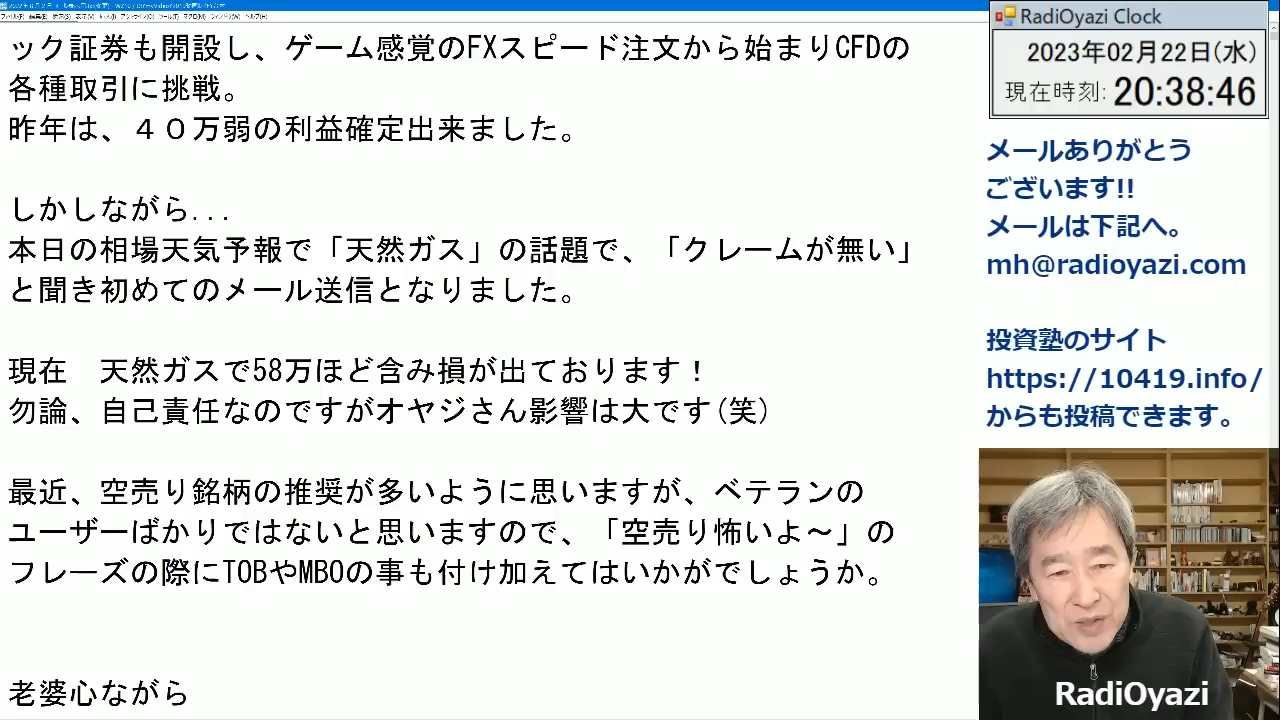 ック証券も開設し、ゲーム感覚のFXスピード注文から始まりCFDの
各種取引に挑戦。
昨年は、４０万弱の利益確定出来ました。
しかしながら...
本日の相場天気予報で「天然ガス」の話題で、「クレームが無い」
と聞き初めてのメール送信となりました。
現在　天然ガスで58万ほど含み損が出ております！
勿論、自己責任なのですがオヤジさん影響は大です(笑)
最近、空売り銘柄の推奨が多いように思いますが、ベテランの
ユーザーばかりではないと思いますので、「空売り怖いよ～」の
フレーズの際にTOBやMBOの事も付け加えてはいかがでしょうか。
老婆心ながら
RadiOyazi Clock
2023年02月22日(水)
現在時刻: 20:38:46
メールありがとう
ございます!!
メールは下記へ。
mh@radioyazi.com
投資塾のサイト
https://10419.info/
からも投稿できます。
RadiOyazi